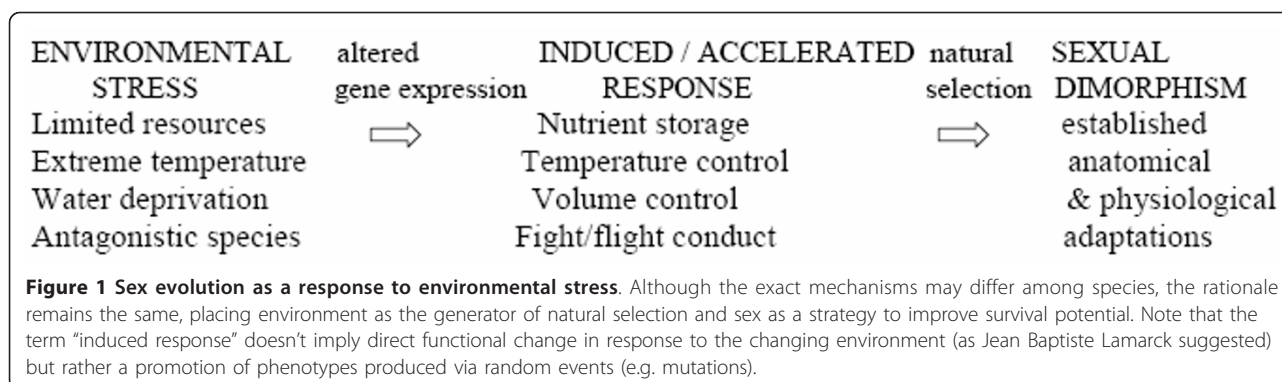 ENVIRONMENTAL altered INDUCED / ACCELERATED natural SEXUAL
STRESS gene expression RESPONSE selection DIMORPHISM
Limited resources Nutrient storage established
Extreme temperature Temperature control anatomical
Water deprivation Volume control & physiological
Antagonistic species Fight/flight conduct adaptations
Figure 1 Sex evolution as a response to environmental stress. Although the exact mechanisms may differ among species, the rationale
remains the same, placing environment as the generator of natural selection and sex as a strategy to improve survival potential. Note that the
term “induced response” doesn’t imply direct functional change in response to the changing environment (as Jean Baptiste Lamarck suggested)
but rather a promotion of phenotypes produced via random events (e.g. mutations).